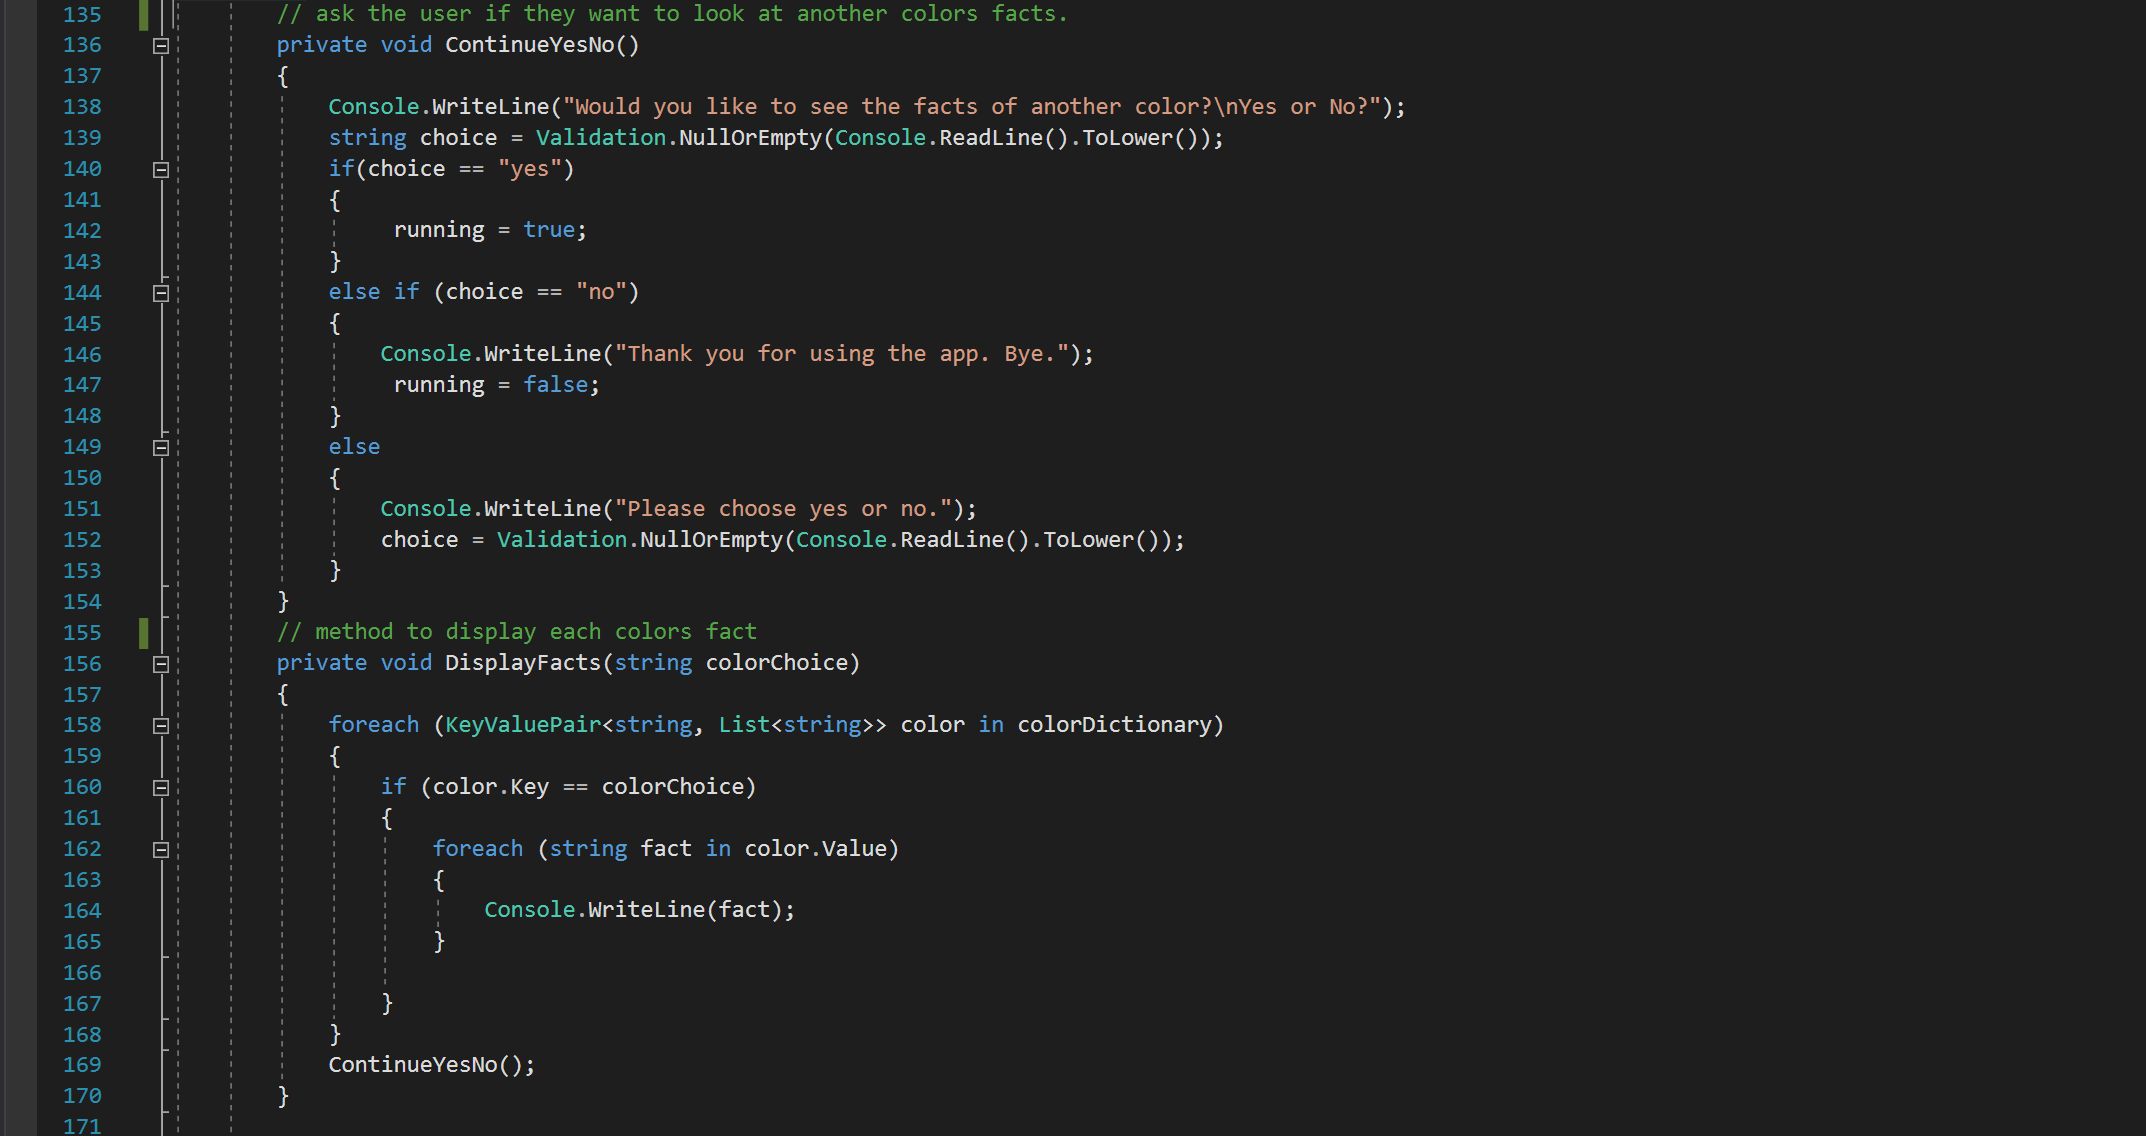 135 // ask the user if they want to look at another colors facts.
136 private void ContinueYesNo()
137 {
138 Console.WriteLine("Would you like to see the facts of another color?\nYes or No?");
139 string choice = Validation.NullOrEmpty(Console.ReadLine().ToLower());
140 if(choice == "yes")
141 {
142 running = true;
143 }
144 else if (choice == "no")
145 {
146 Console.WriteLine("Thank you for using the app. Bye.");
147 running = false;
148 }
149 else
150 {
151 Console.WriteLine("Please choose yes or no.");
152 choice = Validation.NullOrEmpty(Console.ReadLine().ToLower());
153 }
154 }
155 // method to display each colors fact
156 private void DisplayFacts(string colorChoice)
157 {
158 foreach (KeyValuePair<string, List<string>> color in colorDictionary)
159 {
160 if (color.Key == colorChoice)
161 {
162 foreach (string fact in color.Value)
163 {
164 Console.WriteLine(fact);
165 }
166
167 }
168 }
169 ContinueYesNo();
170 }
171